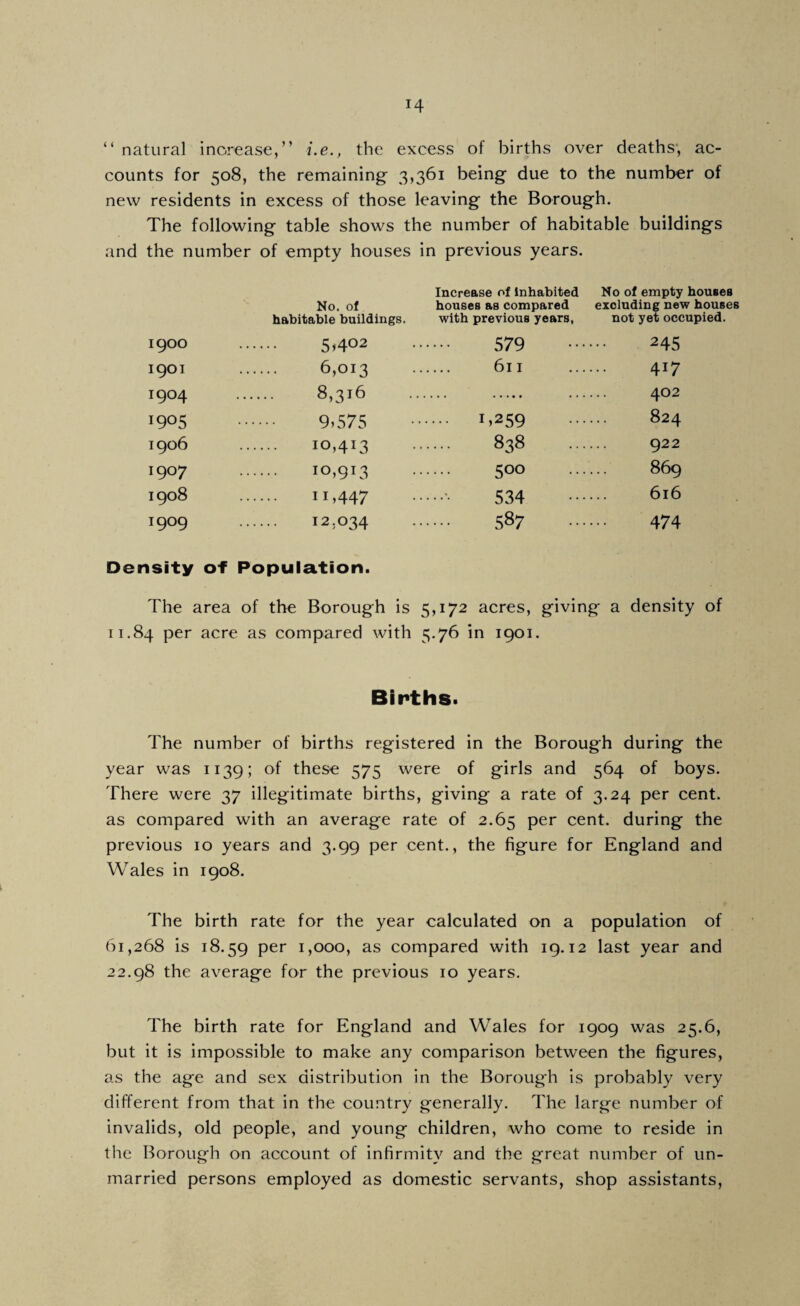 14
“ natural increase,” i.e., the excess of births over deaths, ac-
counts for 508, the remaining 3,361 being due to the number of
new residents in excess of those leaving the Borough.
The following table shows the number of habitable buildings
and the number of empty houses in previous years.
No. of habitable buildings. Increase of inhabited houses as compared with previous years, No of empty houses excluding new houses not yet occupied.
1900 ...... 5,402 ...... 579 ...... 245
1901 ...... 6,013 ...... 611 ...... 417
1904 ...... 8,316 ...... ..... ...... 402
1905 ...... 9,575 ...... 1,259 ...... 824
1906 ...... 10,413 ...... 838 ...... 922
1907 ...... 10,913 ...... 500 ...... 869
1908 ...... 11,447 ...... 534 ...... 616
1909 ...... 12,034 ...... 587 ...... 474
Density of Population.
The area of the Borough is 5,172 acres, giving a density of
11.84 per acre as compared with 5.76 in 1901.
Births.
The number of births registered in the Borough during the
year was 1139; of these 575 were of girls and 564 of boys.
There were 37 illegitimate births, giving a rate of 3.24 per cent.
as compared with an average rate of 2.65 per cent. during the
previous 10 years and 3.99 per cent., the figure for England and
Wales in 1908.
The birth rate for the year calculated on a population of
61,268 is 18.59 per 1,000, as compared with 19.12 last year and
22.98 the average for the previous 10 years.
The birth rate for England and Wales for 1909 was 25.6,
but it is impossible to make any comparison between the figures,
as the age and sex distribution in the Borough is probably very
different from that in the country generally. The large number of
invalids, old people, and young children, who come to reside in
the Borough on account of infirmity and the great number of un-
married persons employed as domestic servants, shop assistants,